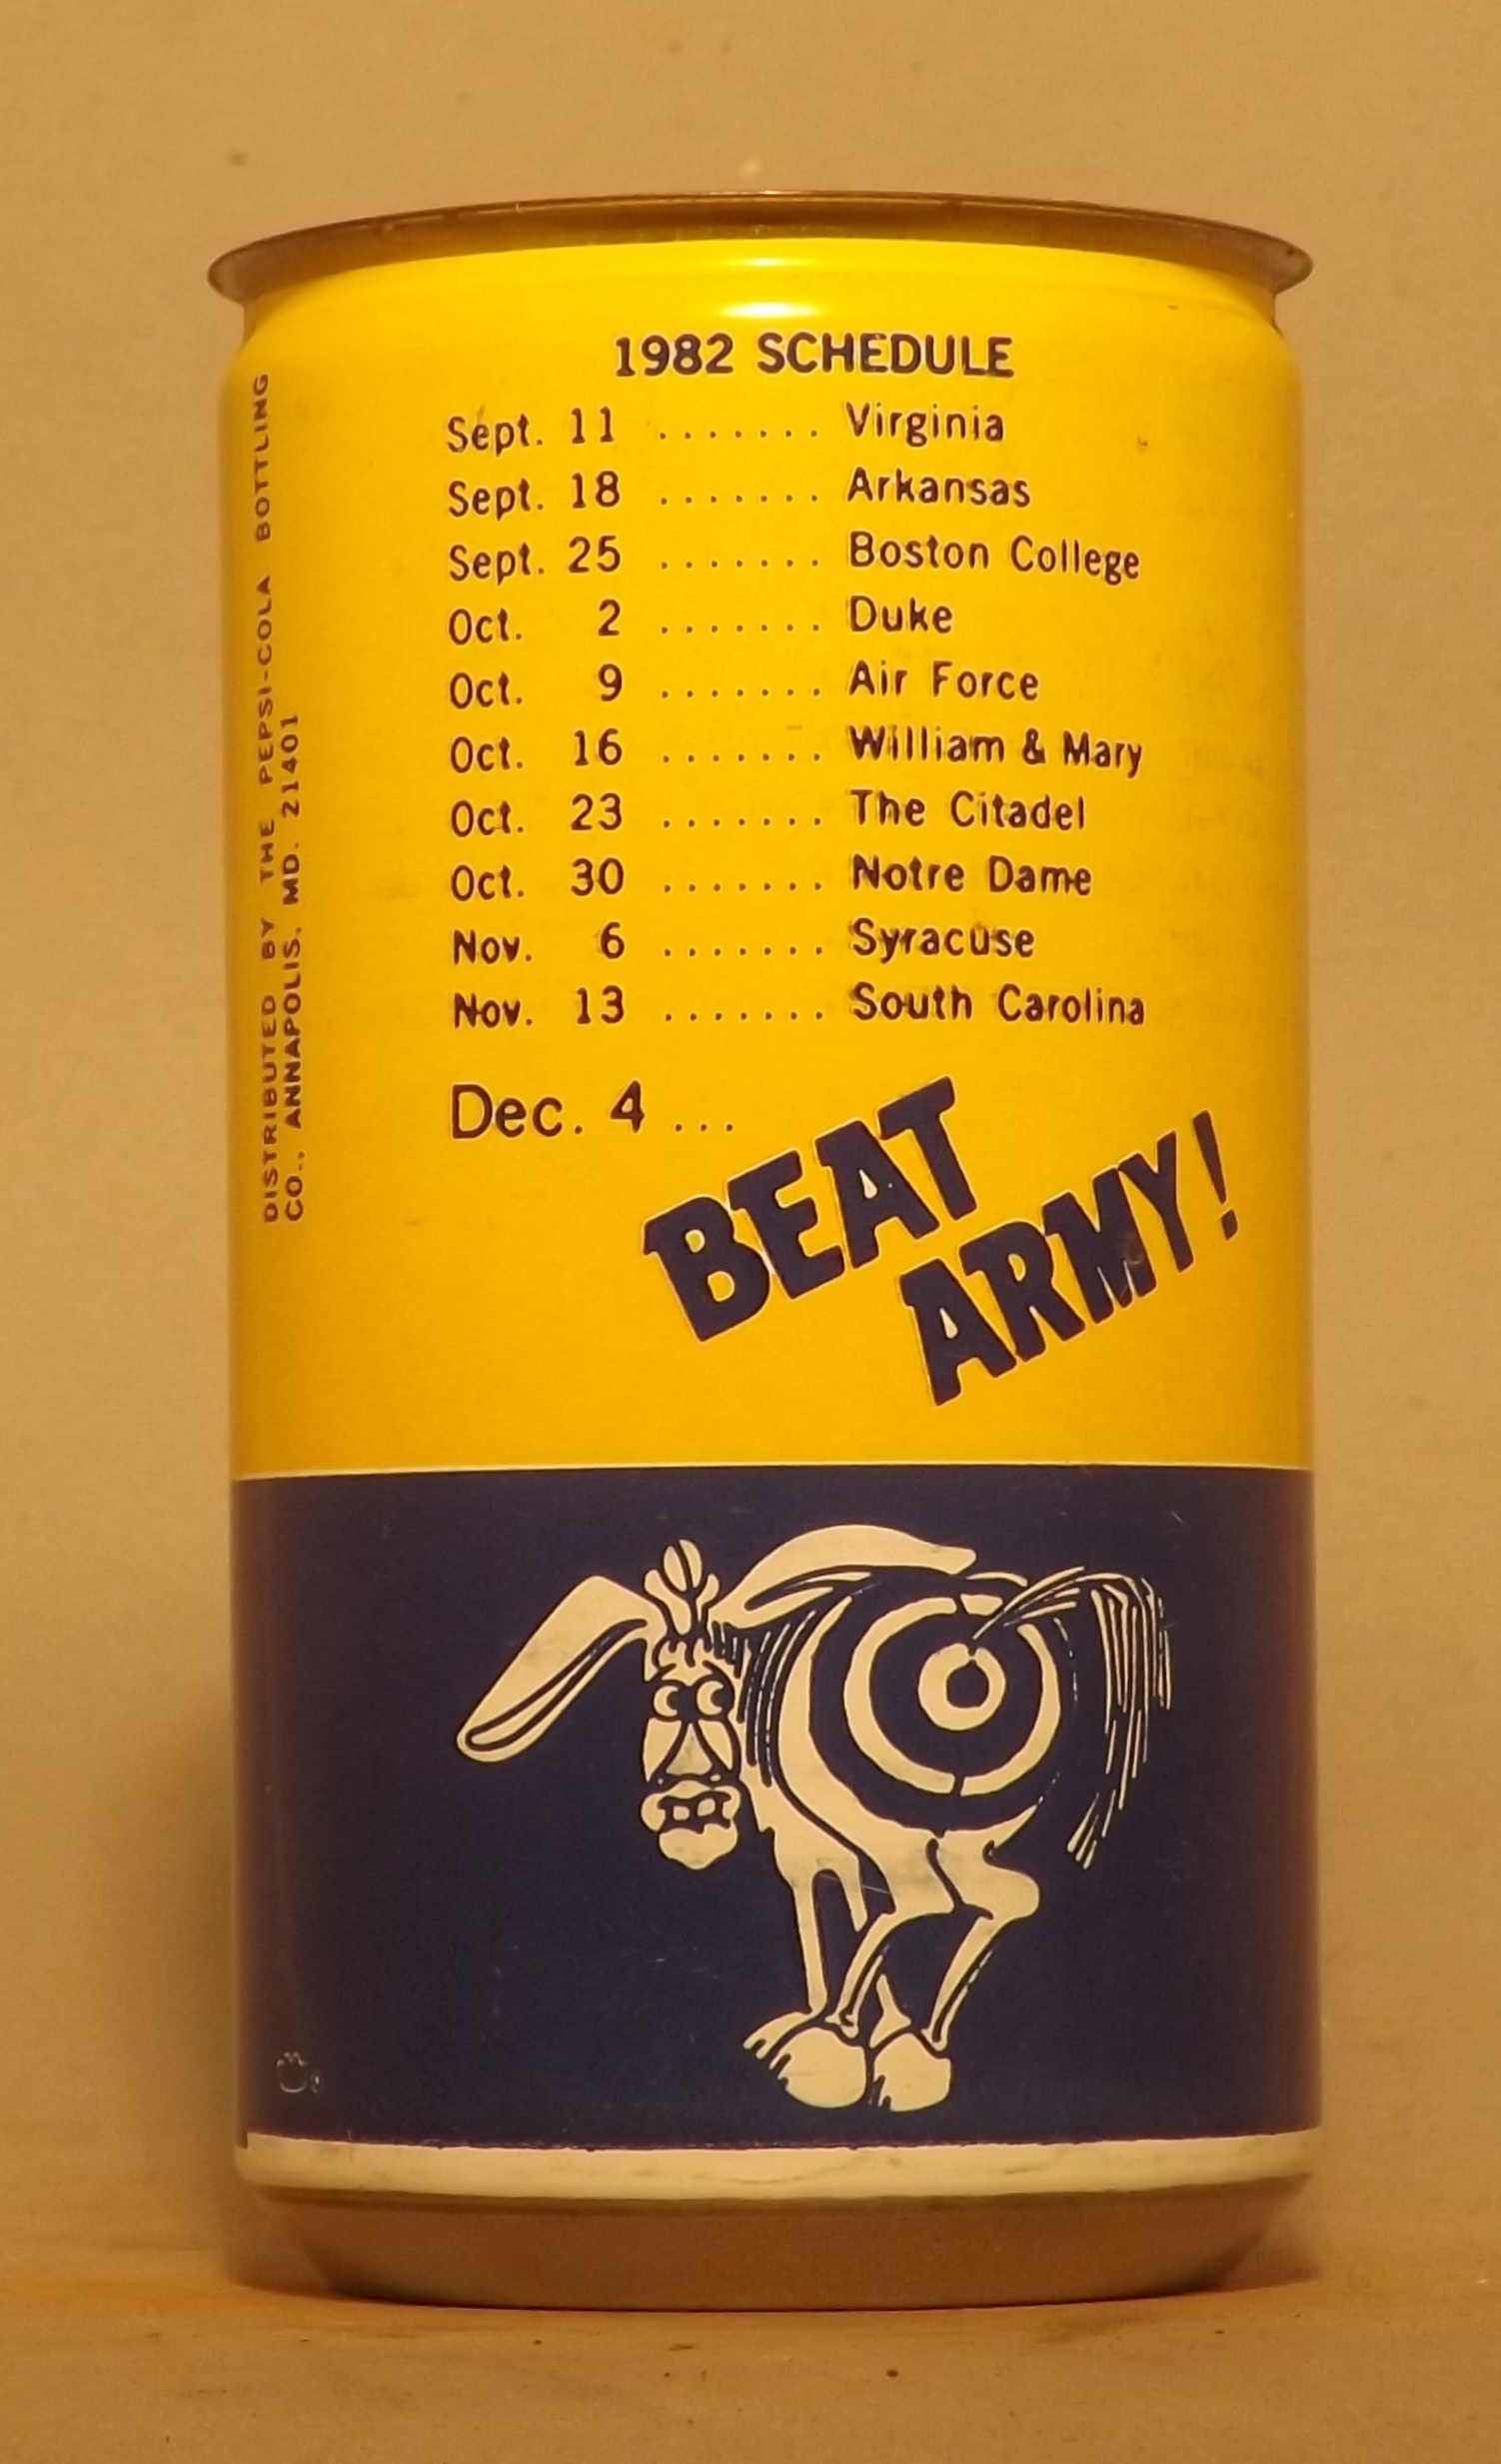 1982 SCHEDULE
Sept. 11 ....... Virginia
Sept. 18 ....... Arkansas
Sept. 25 ....... Boston College
Oct. 2 ....... Duke
Oct. 9 ....... Air Force
Oct. 16 ....... William & Mary
Oct. 23 ....... The Citadel
Oct. 30 ....... Notre Dame
Nov. 6 ....... Syracuse
Nov. 13 ....... South Carolina
Dec. 4 ...
BEAT
ARMY!
DISTRIBUTED BY THE PEPSI-COLA BOTTLING
CO., ANNAPOLIS, MD. 21401